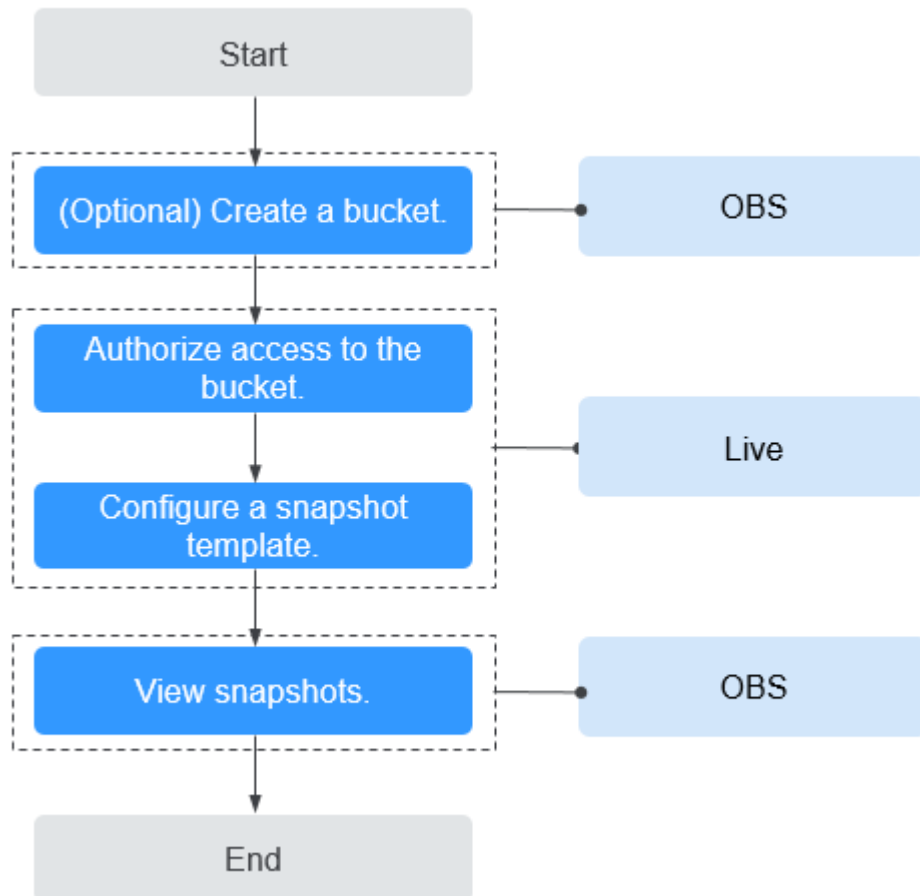 Start
(Optional) Create a bucket.
OBS
Authorize access to the
bucket.
Live
Configure a snapshot
template.
View snapshots.
OBS
End